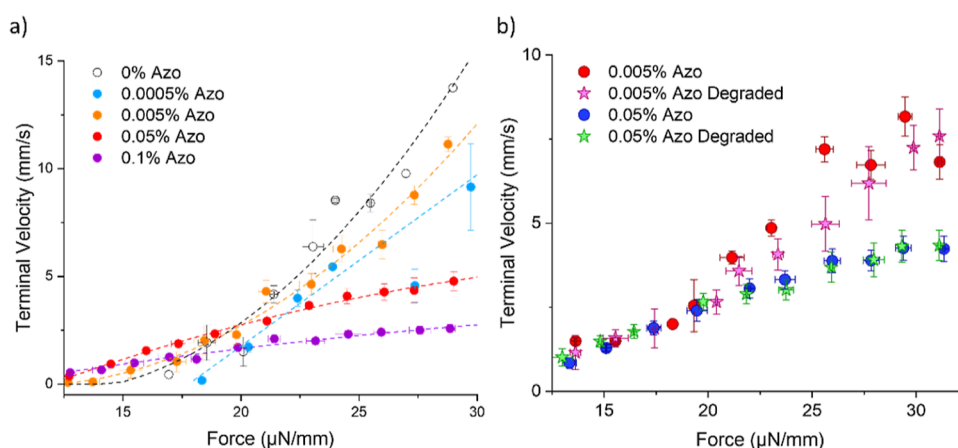 a)
0% Azo
0.0005% Azo
0.005% Azo
0.05% Azo
0.1% Azo
Terminal Velocity (mm/s)
15
10
5
0
15
20
25
30
Force (µN/mm)
b)
0.005% Azo
0.005% Azo Degraded
0.05% Azo
0.05% Azo Degraded
Terminal Velocity (mm/s)
10
5
0
15
20
25
30
Force (µN/mm)